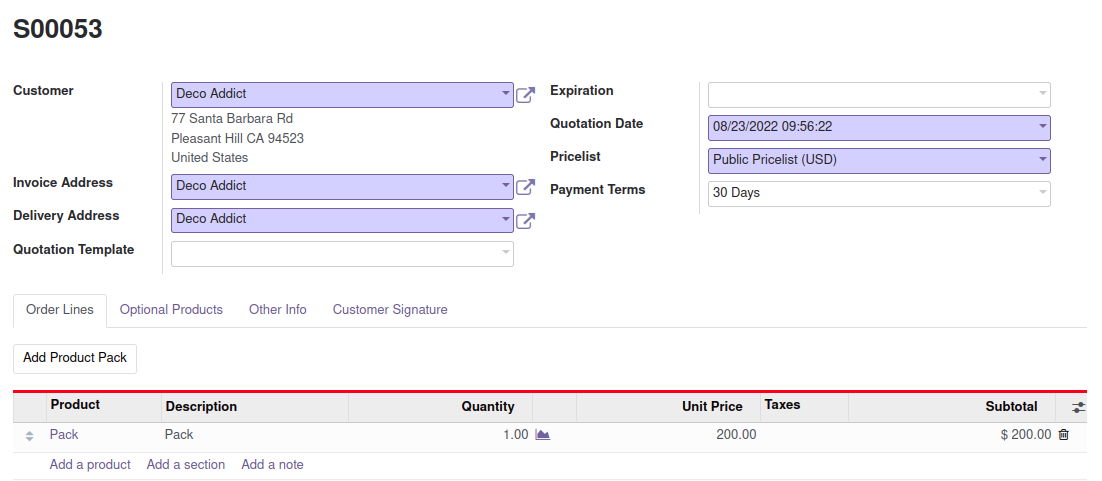 S00053
Customer
Deco Addict
77 Santa Barbara Rd
Pleasant Hill CA 94523
United States
Invoice Address
Deco Addict
Delivery Address
Deco Addict
Quotation Template
Expiration
Quotation Date
08/23/2022 09:56:22
Pricelist
Public Pricelist (USD)
Payment Terms
30 Days
Order Lines Optional Products Other Info Customer Signature
Add Product Pack
Product Description Quantity Unit Price Taxes Subtotal
Pack Pack 1.00 200.00 $ 200.00
Add a product Add a section Add a note